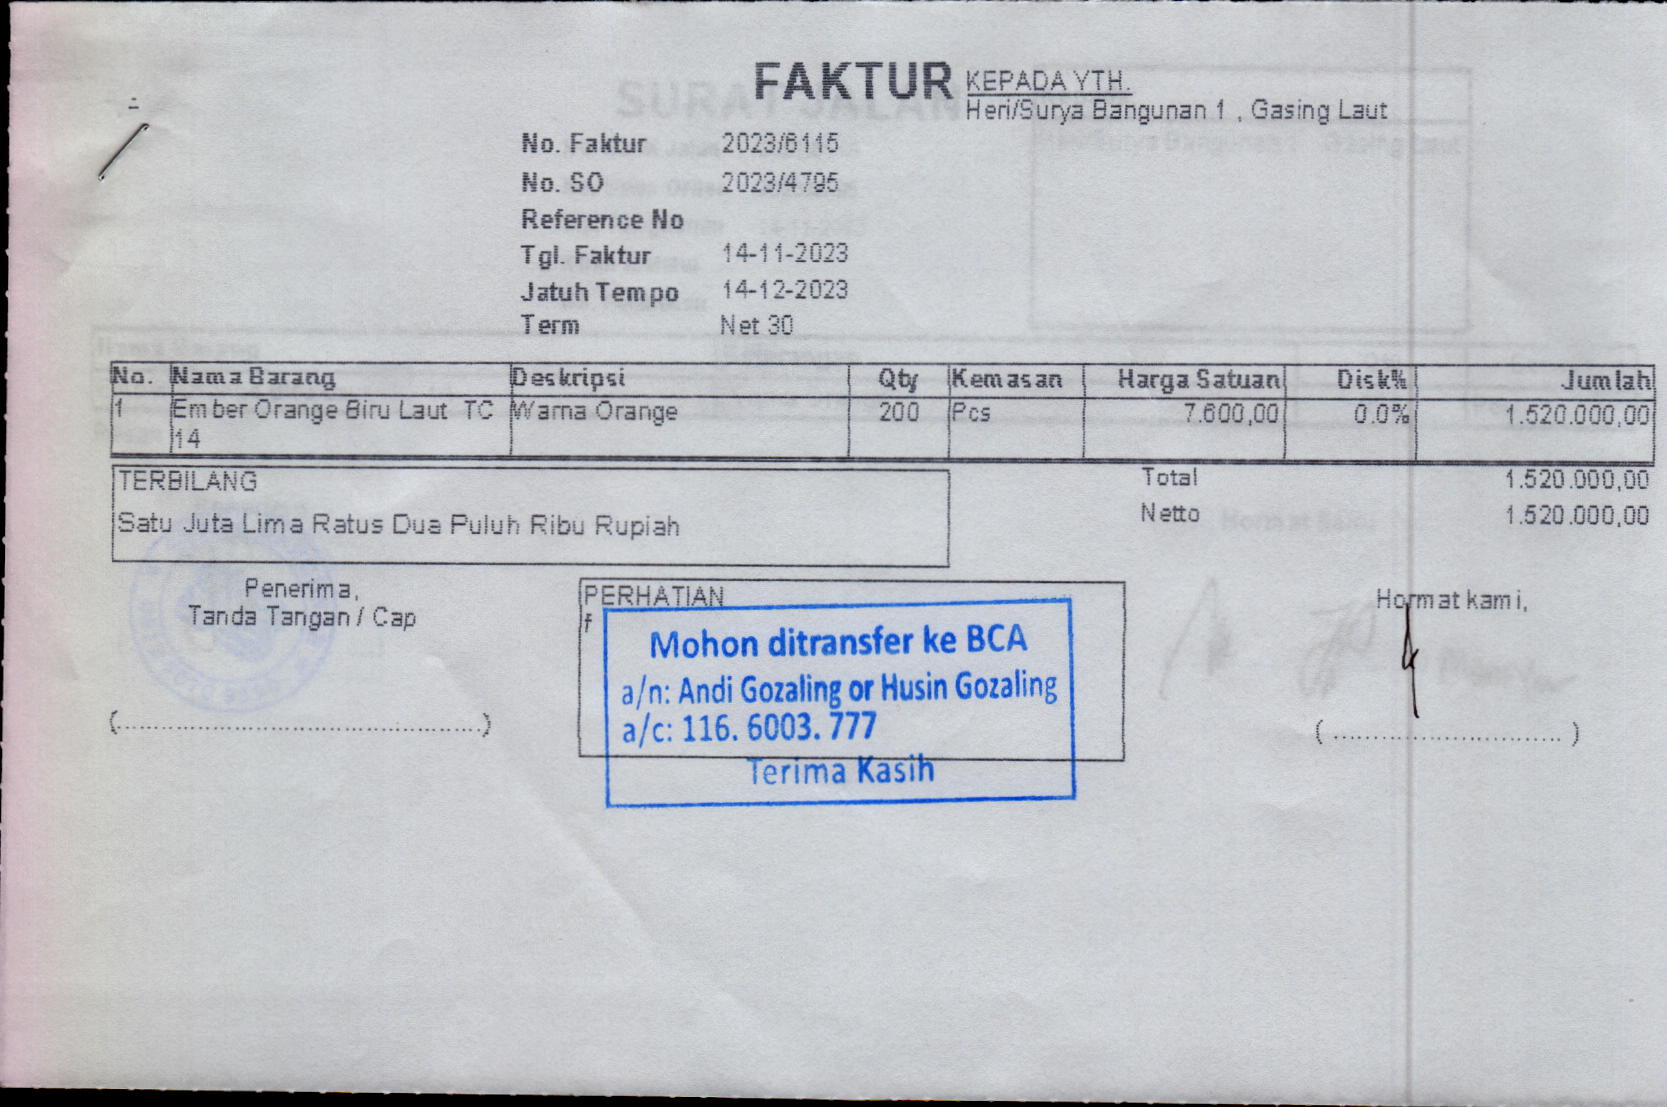 FAKTUR
KEPADA YTH.
Heri/Surya Bangunan 1 , Gasing Laut
No. Faktur 2023/6115
No. SO 2023/4795
Reference No
Tgl. Faktur 14-11-2023
Jatuh Tempo 14-12-2023
Term Net 30
No. Nama Barang Deskripsi Qty Kemasan Harga Satuan Disk% Jumlah
1 Ember Orange Biru Laut TC Warna Orange 200 Pcs 7.600,00 0.0% 1.520.000,00
14
TERBILANG
Satu Juta Lima Ratus Dua Puluh Ribu Rupiah
Total 1.520.000,00
Netto 1.520.000,00
Penerima,
Tanda Tangan / Cap
(................................................)
PERHATIAN
f
Mohon ditransfer ke BCA
a/n: Andi Gozaling or Husin Gozaling
a/c: 116. 6003. 777
Terima Kasih
Hormat kami,
(..............................)
SURAT JALAN